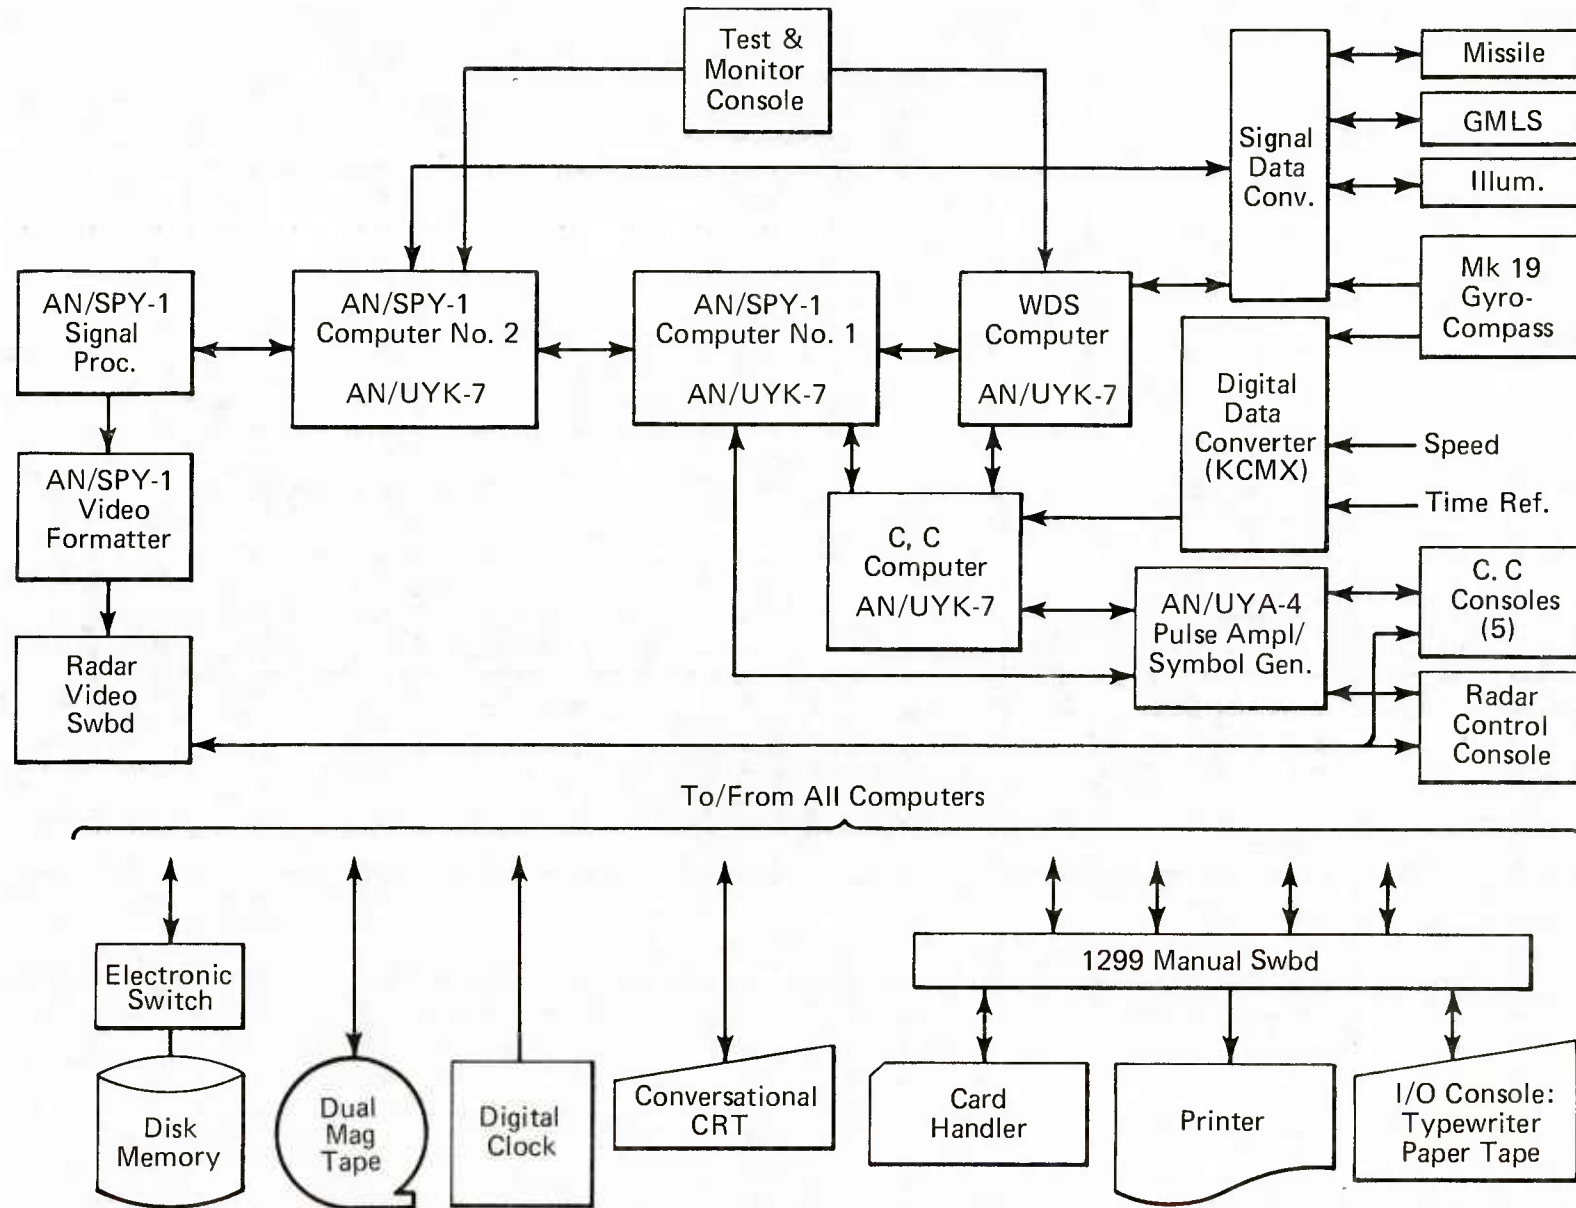 Test &
Monitor
Console
Signal
Data
Conv.
Missile
GMLS
Illum.
Mk 19
Gyro-
Compass
AN/SPY-1
Signal
Proc.
AN/SPY-1
Computer No. 2
AN/UYK-7
AN/SPY-1
Computer No. 1
AN/UYK-7
WDS
Computer
AN/UYK-7
Digital
Data
Converter
(KCMX)
Speed
Time Ref.
AN/SPY-1
Video
Formatter
C, C
Computer
AN/UYK-7
AN/UYA-4
Pulse Ampl/
Symbol Gen.
C. C
Consoles
(5)
Radar
Video
Swbd
Radar
Control
Console
To/From All Computers
Electronic
Switch
1299 Manual Swbd
Disk
Memory
Dual
Mag
Tape
Digital
Clock
Conversational
CRT
Card
Handler
Printer
I/O Console:
Typewriter
Paper Tape